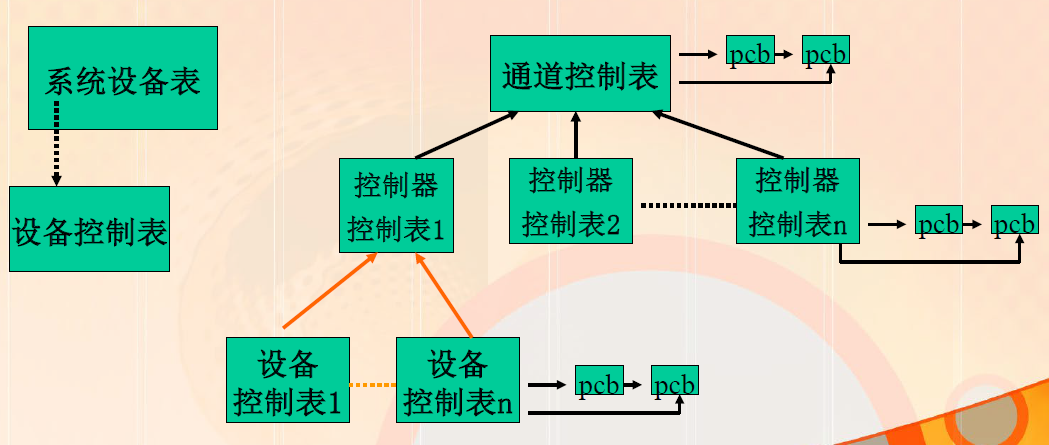 系统设备表
通道控制表
pcb
pcb
设备控制表
控制器
控制表1
控制器
控制表2
控制器
控制表n
pcb
pcb
设备
控制表1
设备
控制表n
pcb
pcb